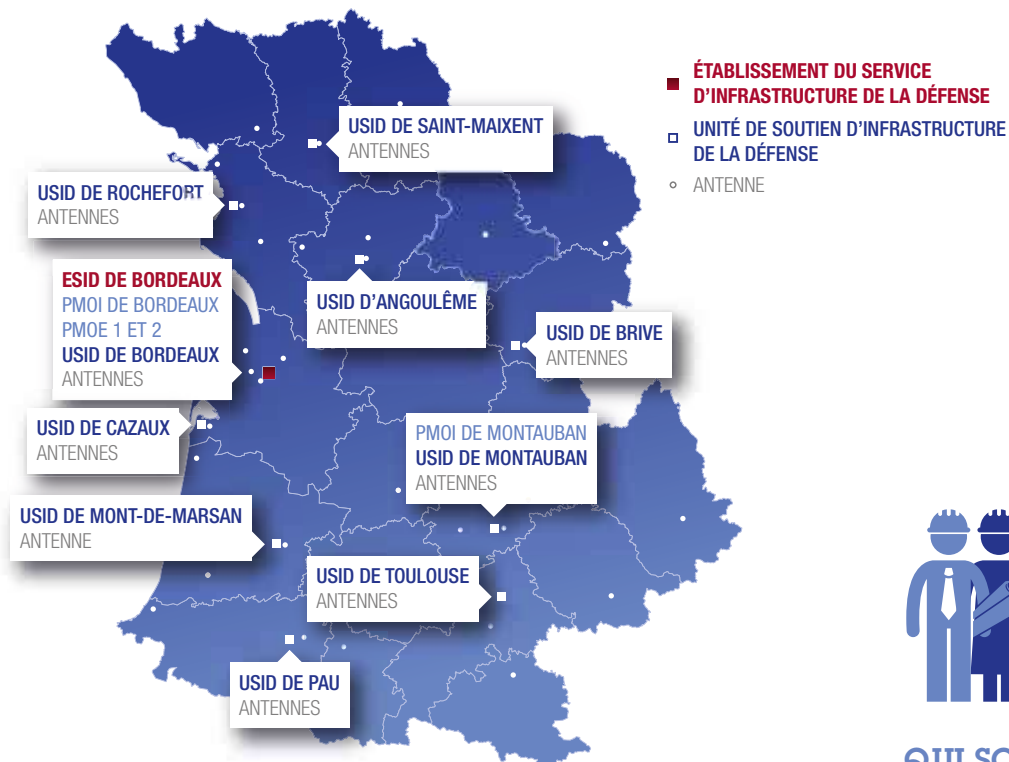 ÉTABLISSEMENT DU SERVICE
D'INFRASTRUCTURE DE LA DÉFENSE
UNITÉ DE SOUTIEN D'INFRASTRUCTURE
DE LA DÉFENSE
ANTENNE
USID DE SAINT-MAIXENT
ANTENNES
USID DE ROCHEFORT
ANTENNES
ESID DE BORDEAUX
PMOI DE BORDEAUX
PMOE 1 ET 2
USID DE BORDEAUX
ANTENNES
USID D'ANGOULÊME
ANTENNES
USID DE BRIVE
ANTENNES
USID DE CAZAUX
ANTENNES
PMOI DE MONTAUBAN
USID DE MONTAUBAN
ANTENNES
USID DE MONT-DE-MARSAN
ANTENNE
USID DE TOULOUSE
ANTENNES
USID DE PAU
ANTENNES
QUI